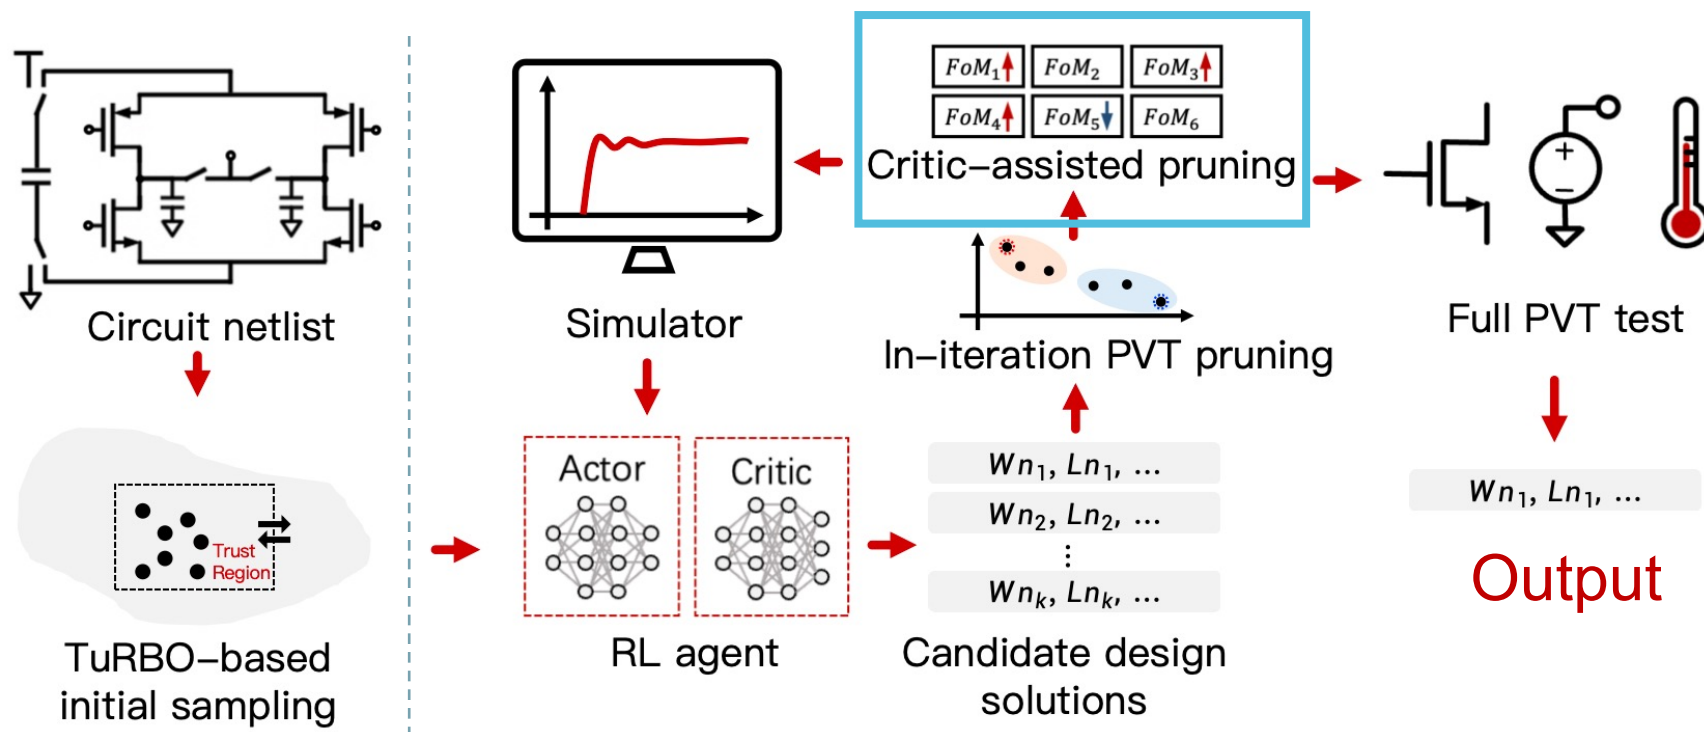 Circuit netlist
Trust
Region
TuRBO-based
initial sampling
Simulator
Actor
Critic
RL agent
FoM₁ FoM₂ FoM₃
FoM₄ FoM₅ FoM₆
Critic-assisted pruning
In-iteration PVT pruning
Wn₁, Ln₁, ...
Wn₂, Ln₂, ...
⋮
Wnₖ, Lnₖ, ...
Candidate design
solutions
Full PVT test
Wn₁, Ln₁, ...
Output